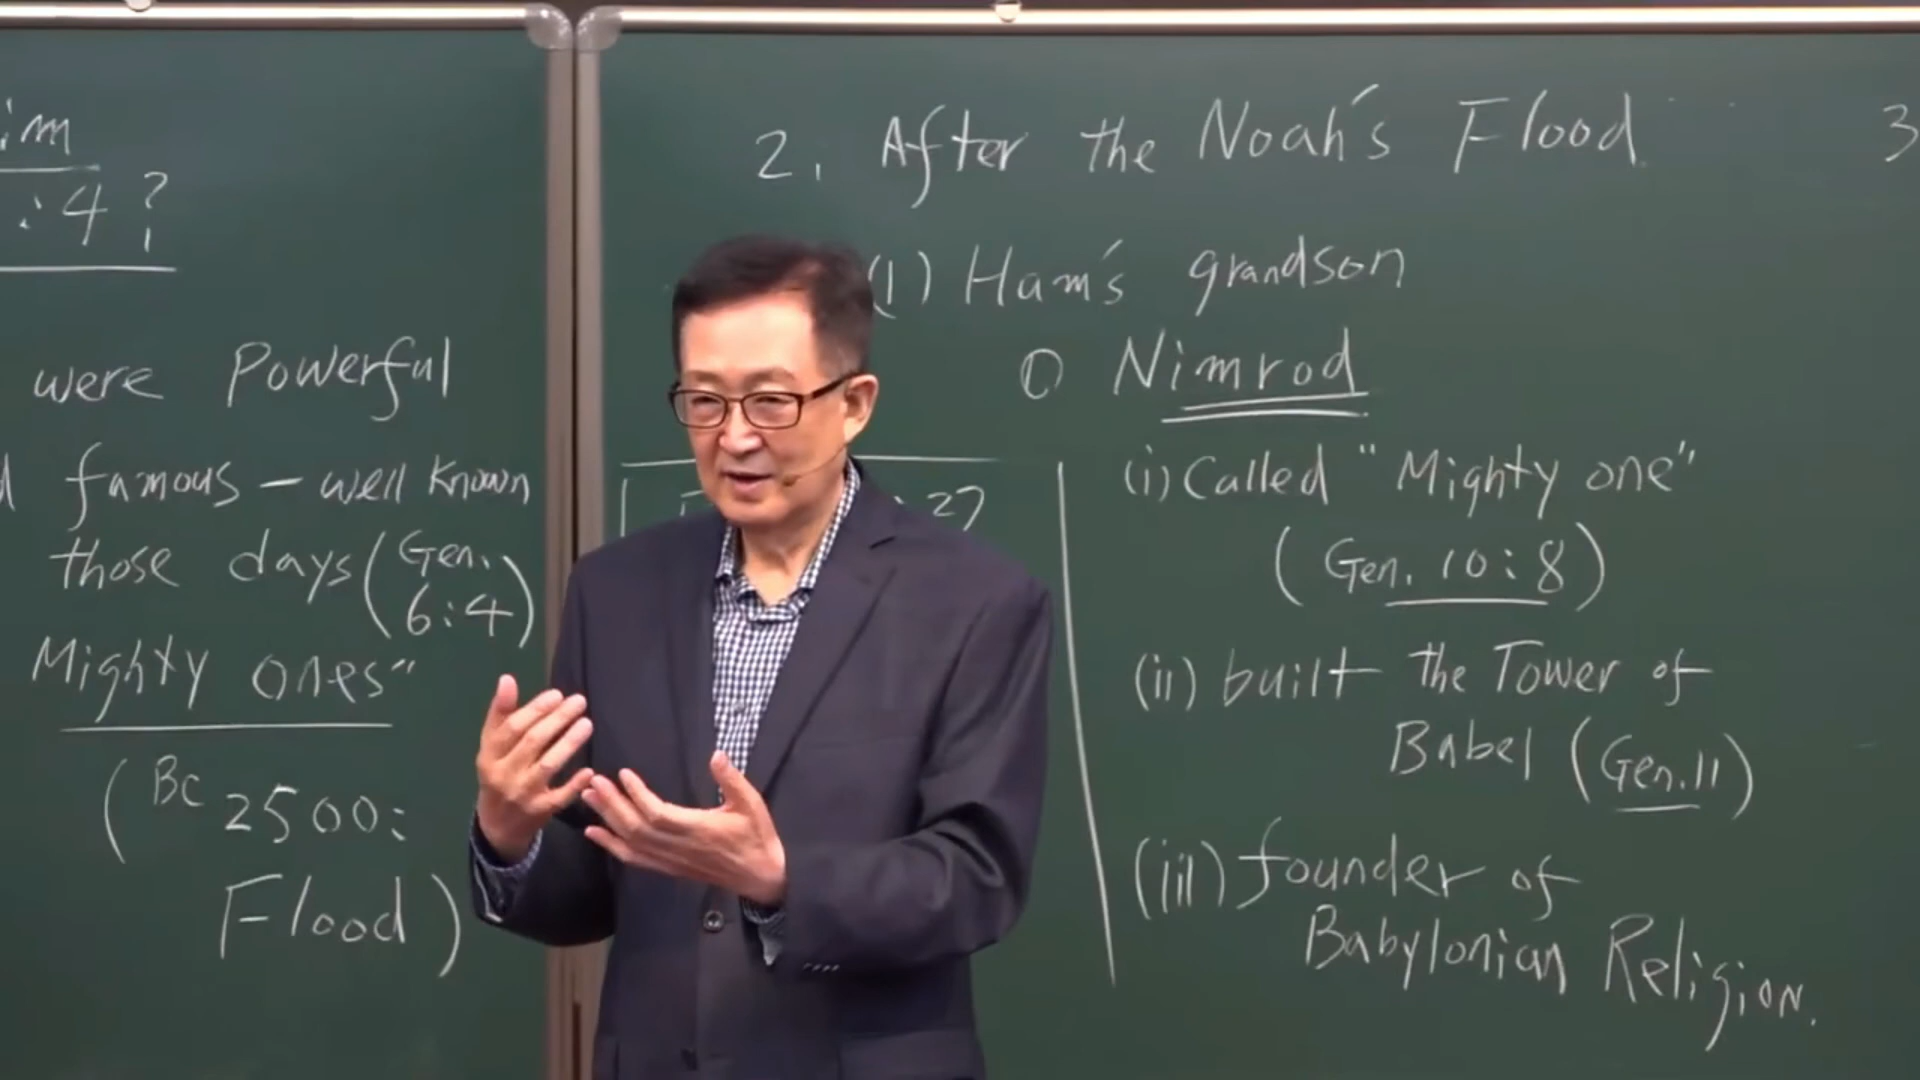 im
:4?
were Powerful
famous – well known
those days (Gen. 6:4)
Mighty ones"
(BC 2500:
Flood)
2. After the Noah's Flood
(1) Ham's grandson
① Nimrod
27
(i) Called "Mighty one"
(Gen. 10:8)
(ii) built the Tower of
Babel (Gen.11)
(iii) founder of
Babylonian Religion.
3